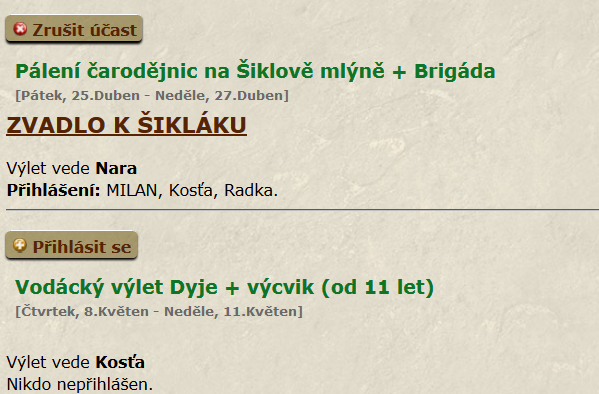 Zrušit účast
Pálení čarodějnic na Šiklově mlýně + Brigáda
[Pátek, 25.Duben - Neděle, 27.Duben]
ZVADLO K ŠIKLÁKU
Výlet vede Nara
Přihlášení: MILAN, Kosťa, Radka.
Přihlásit se
Vodácký výlet Dyje + výcvik (od 11 let)
[Čtvrtek, 8.Květen - Neděle, 11.Květen]
Výlet vede Kosťa
Nikdo nepřihlášen.